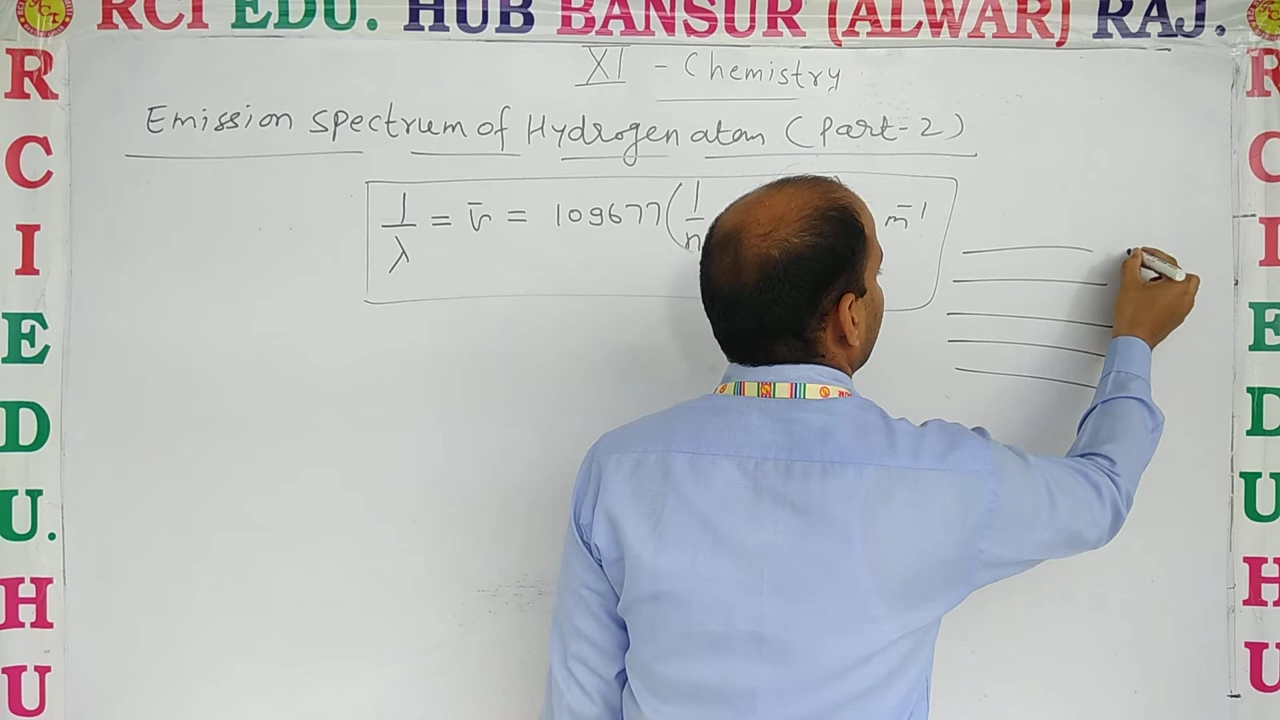 RCI EDU. HUB BANSUR (ALWAR) RAJ.
XI - Chemistry
Emission spectrum of Hydrogen atom (Part-2)
1/λ = ν̄ = 109677 (1/n m⁻¹
R
C
I
E
D
U.
H
U
R
C
I
E
D
U
H
U